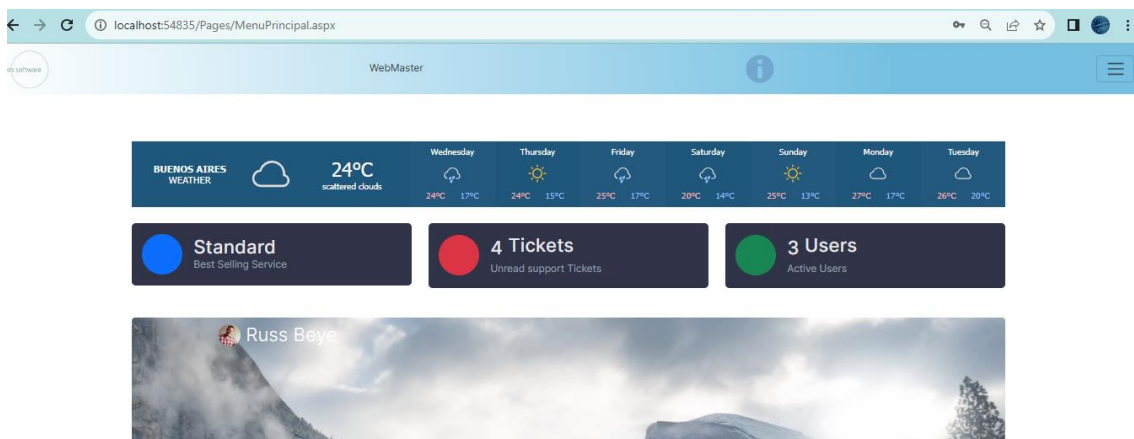 localhost:54835/Pages/MenuPrincipal.aspx
software
WebMaster
BUENOS AIRES
WEATHER
24ºC
scattered clouds
Wednesday
24ºC 17ºC
Thursday
24ºC 15ºC
Friday
25ºC 17ºC
Saturday
20ºC 14ºC
Sunday
25ºC 13ºC
Monday
27ºC 17ºC
Tuesday
26ºC 20ºC
Standard
Best Selling Service
4 Tickets
Unread support Tickets
3 Users
Active Users
Russ Beye